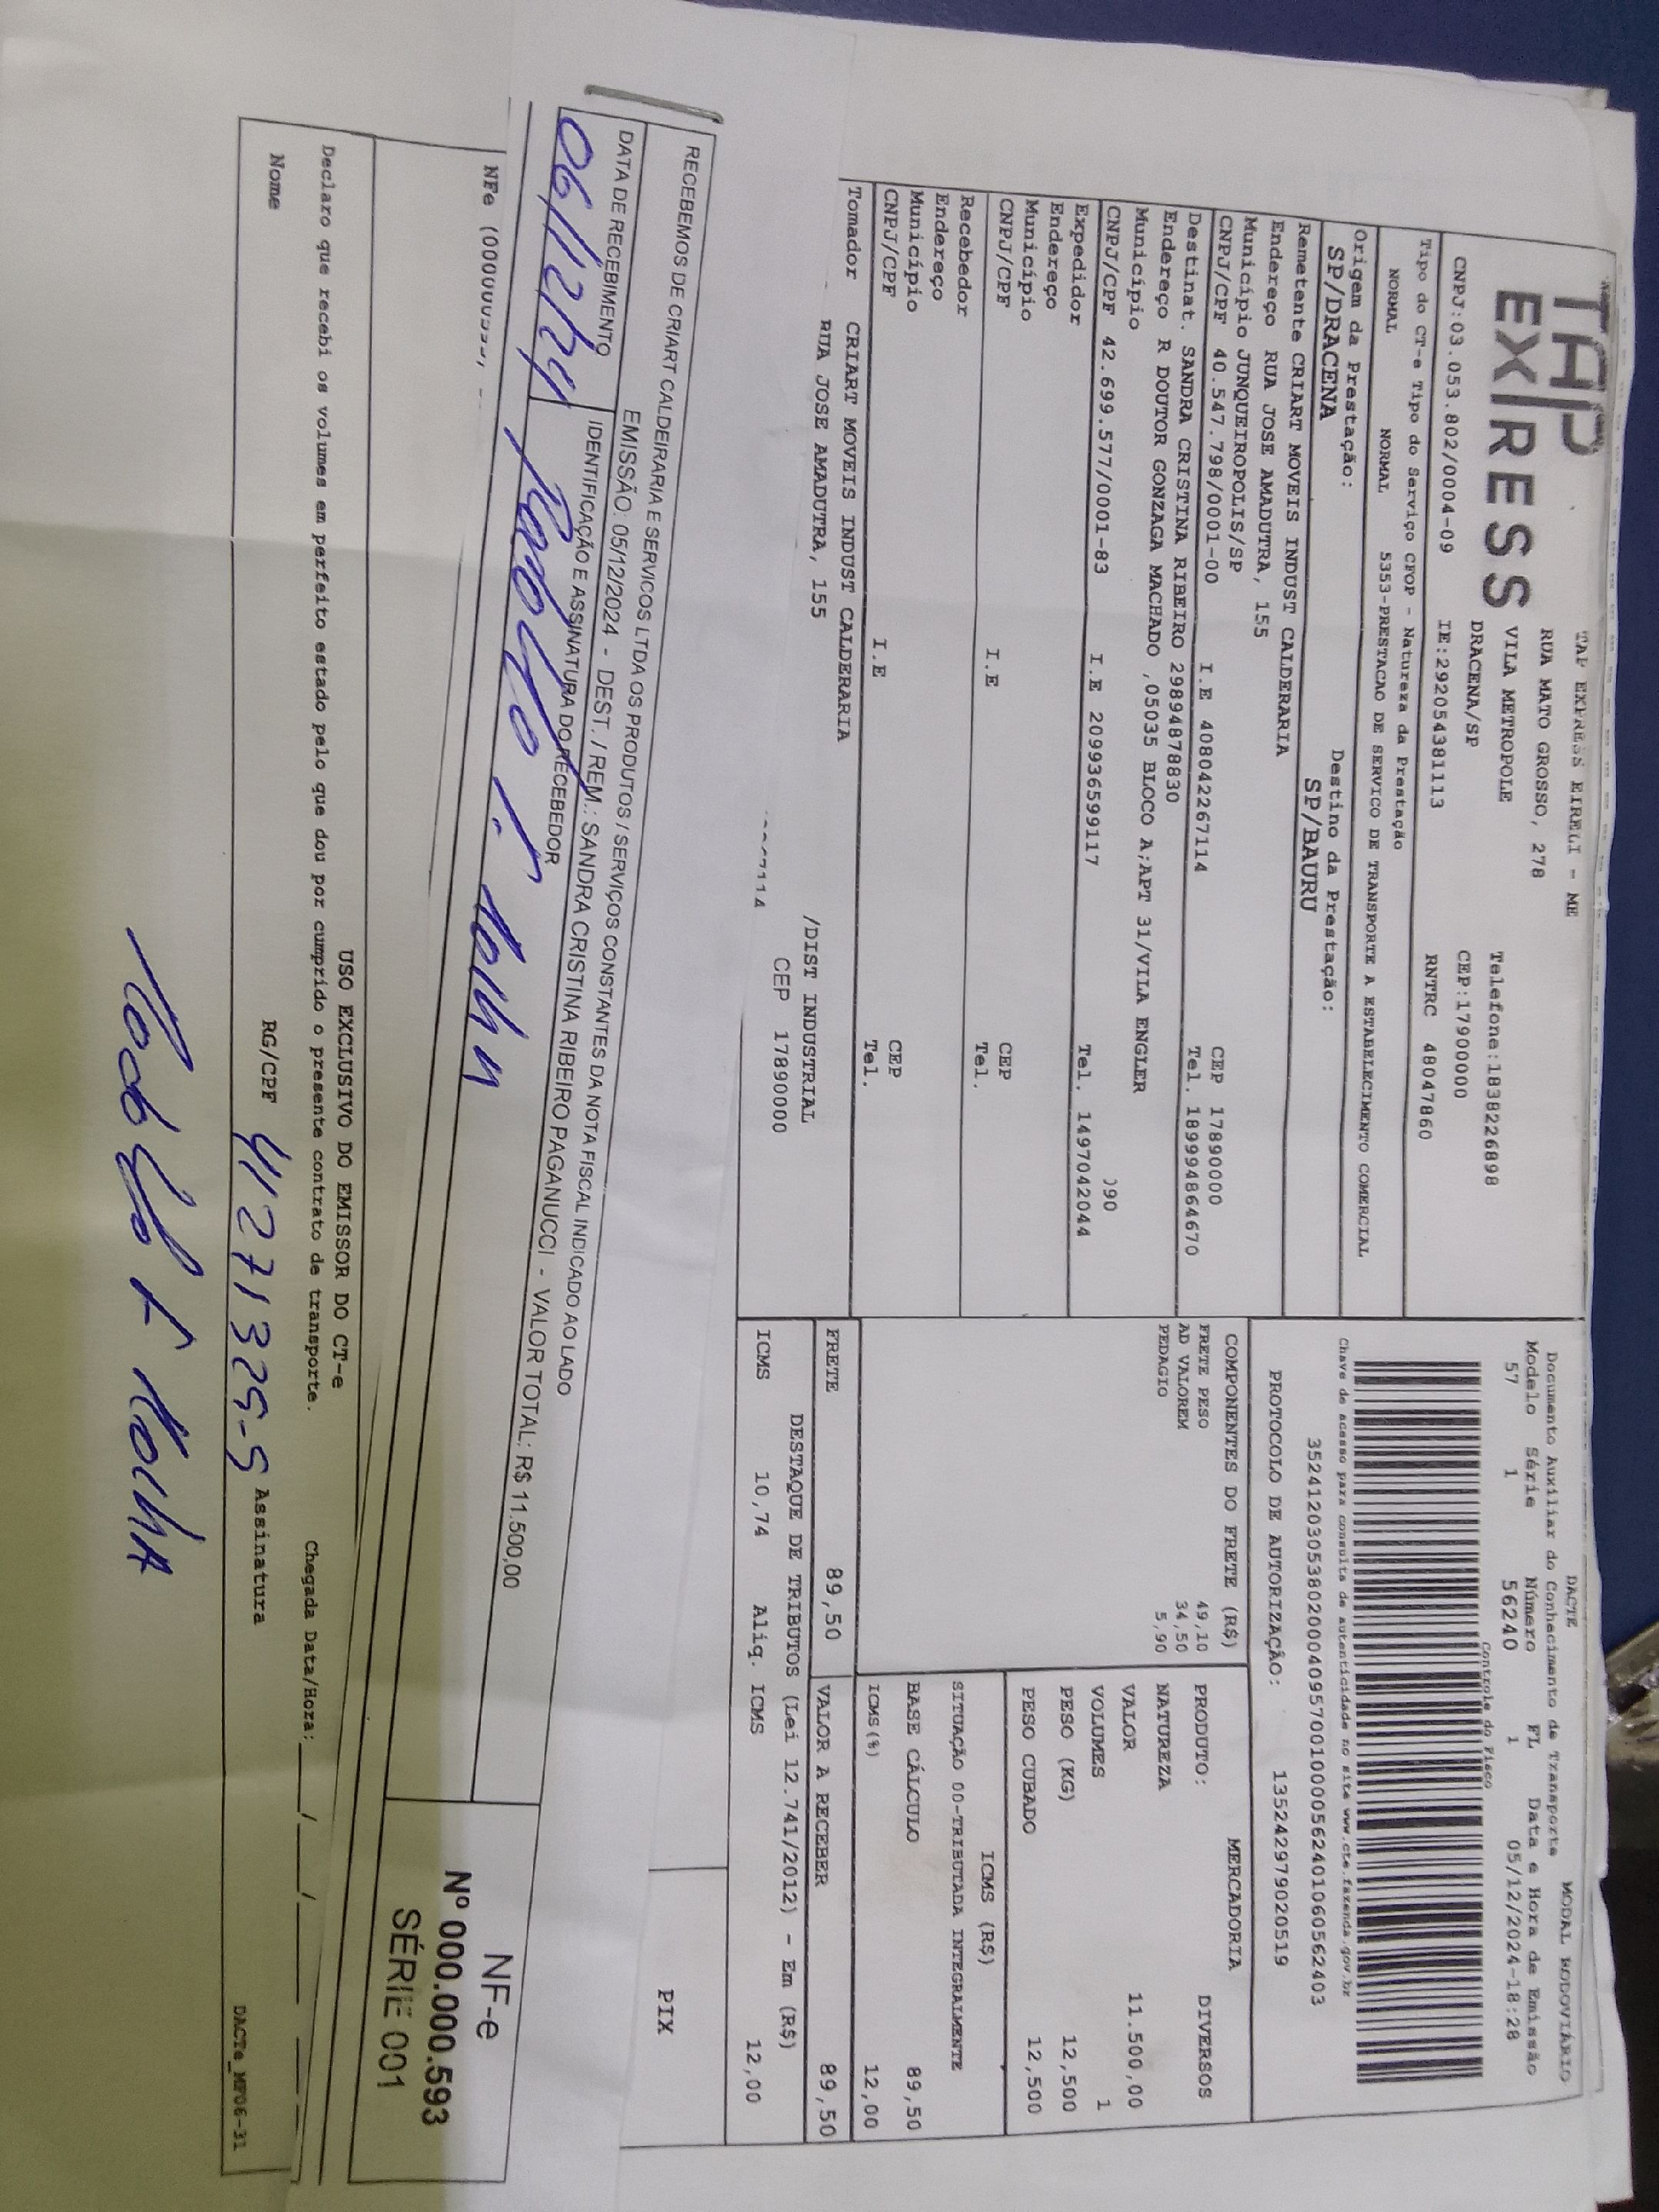 TAP EXPRESS
TAP EXPRESS EIRELI - ME
RUA MATO GROSSO, 278
VILA METROPOLE
DRACENA/SP
Telefone:1838226898
CEP:17900000
CNPJ:03.053.802/0004-09 IE:292054381113 RNTRC 48047860
Tipo do CT-e Tipo do Serviço CFOP - Natureza da Prestação
NORMAL NORMAL 5353-PRESTACAO DE SERVICO DE TRANSPORTE A ESTABELECIMENTO COMERCIAL
Origem da Prestação: Destino da Prestação:
SP/DRACENA SP/BAURU
Remetente CRIART MOVEIS INDUST CALDERARIA
Endereço RUA JOSE AMADUTRA, 155
Município JUNQUEIROPOLIS/SP CEP 17890000
CNPJ/CPF 40.547.798/0001-00 I.E 408042267114 Tel. 189994864670
Destinat. SANDRA CRISTINA RIBEIRO 29894878830
Endereço R DOUTOR GONZAGA MACHADO ,05035 BLOCO A;APT 31/VILA ENGLER
Município 090
CNPJ/CPF 42.699.577/0001-83 I.E 209936599117 Tel. 1497042044
Expedidor
Endereço
Município CEP
CNPJ/CPF I.E Tel.
Recebedor
Endereço
Município CEP
CNPJ/CPF I.E Tel.
Tomador CRIART MOVEIS INDUST CALDERARIA
RUA JOSE AMADUTRA, 155 /DIST INDUSTRIAL
CEP 17890000
DACTE MODAL RODOVIÁRIO
Documento Auxiliar do Conhecimento de Transporte
Modelo Série Número FL Data e Hora de Emissão
57 1 56240 1 05/12/2024-18:28
Controle do Fisco
Chave de acesso para consulta de autenticidade no site www.cte.fazenda.gov.br
35241203053802000409570010000562401060562403
PROTOCOLO DE AUTORIZAÇÃO: 135242979020519
COMPONENTES DO FRETE (R$)
FRETE PESO 49,10
AD VALOREM 34,50
PEDAGIO 5,90
MERCADORIA
PRODUTO: DIVERSOS
NATUREZA
VALOR 11.500,00
VOLUMES 1
PESO (KG) 12,500
PESO CUBADO 12,500
ICMS (R$)
SITUAÇÃO 00-TRIBUTADA INTEGRALMENTE
BASE CÁLCULO 89,50
ICMS(%) 12,00
FRETE 89,50 VALOR A RECEBER 89,50
DESTAQUE DE TRIBUTOS (Lei 12.741/2012) - Em (R$)
ICMS 10,74 Aliq. ICMS 12,00
PIX
RECEBEMOS DE CRIART CALDEIRARIA E SERVICOS LTDA OS PRODUTOS / SERVIÇOS CONSTANTES DA NOTA FISCAL INDICADO AO LADO
EMISSÃO: 05/12/2024 - DEST. / REM.: SANDRA CRISTINA RIBEIRO PAGANUCCI - VALOR TOTAL: R$ 11.500,00
DATA DE RECEBIMENTO IDENTIFICAÇÃO E ASSINATURA DO RECEBEDOR
06/12/24
NF-e
Nº 000.000.593
SÉRIE 001
USO EXCLUSIVO DO EMISSOR DO CT-e
Declaro que recebi os volumes em perfeito estado pelo que dou por cumprido o presente contrato de transporte. Chegada Data/Hora:
Nome RG/CPF 41271325-5 Assinatura
DACTe_MF06-31